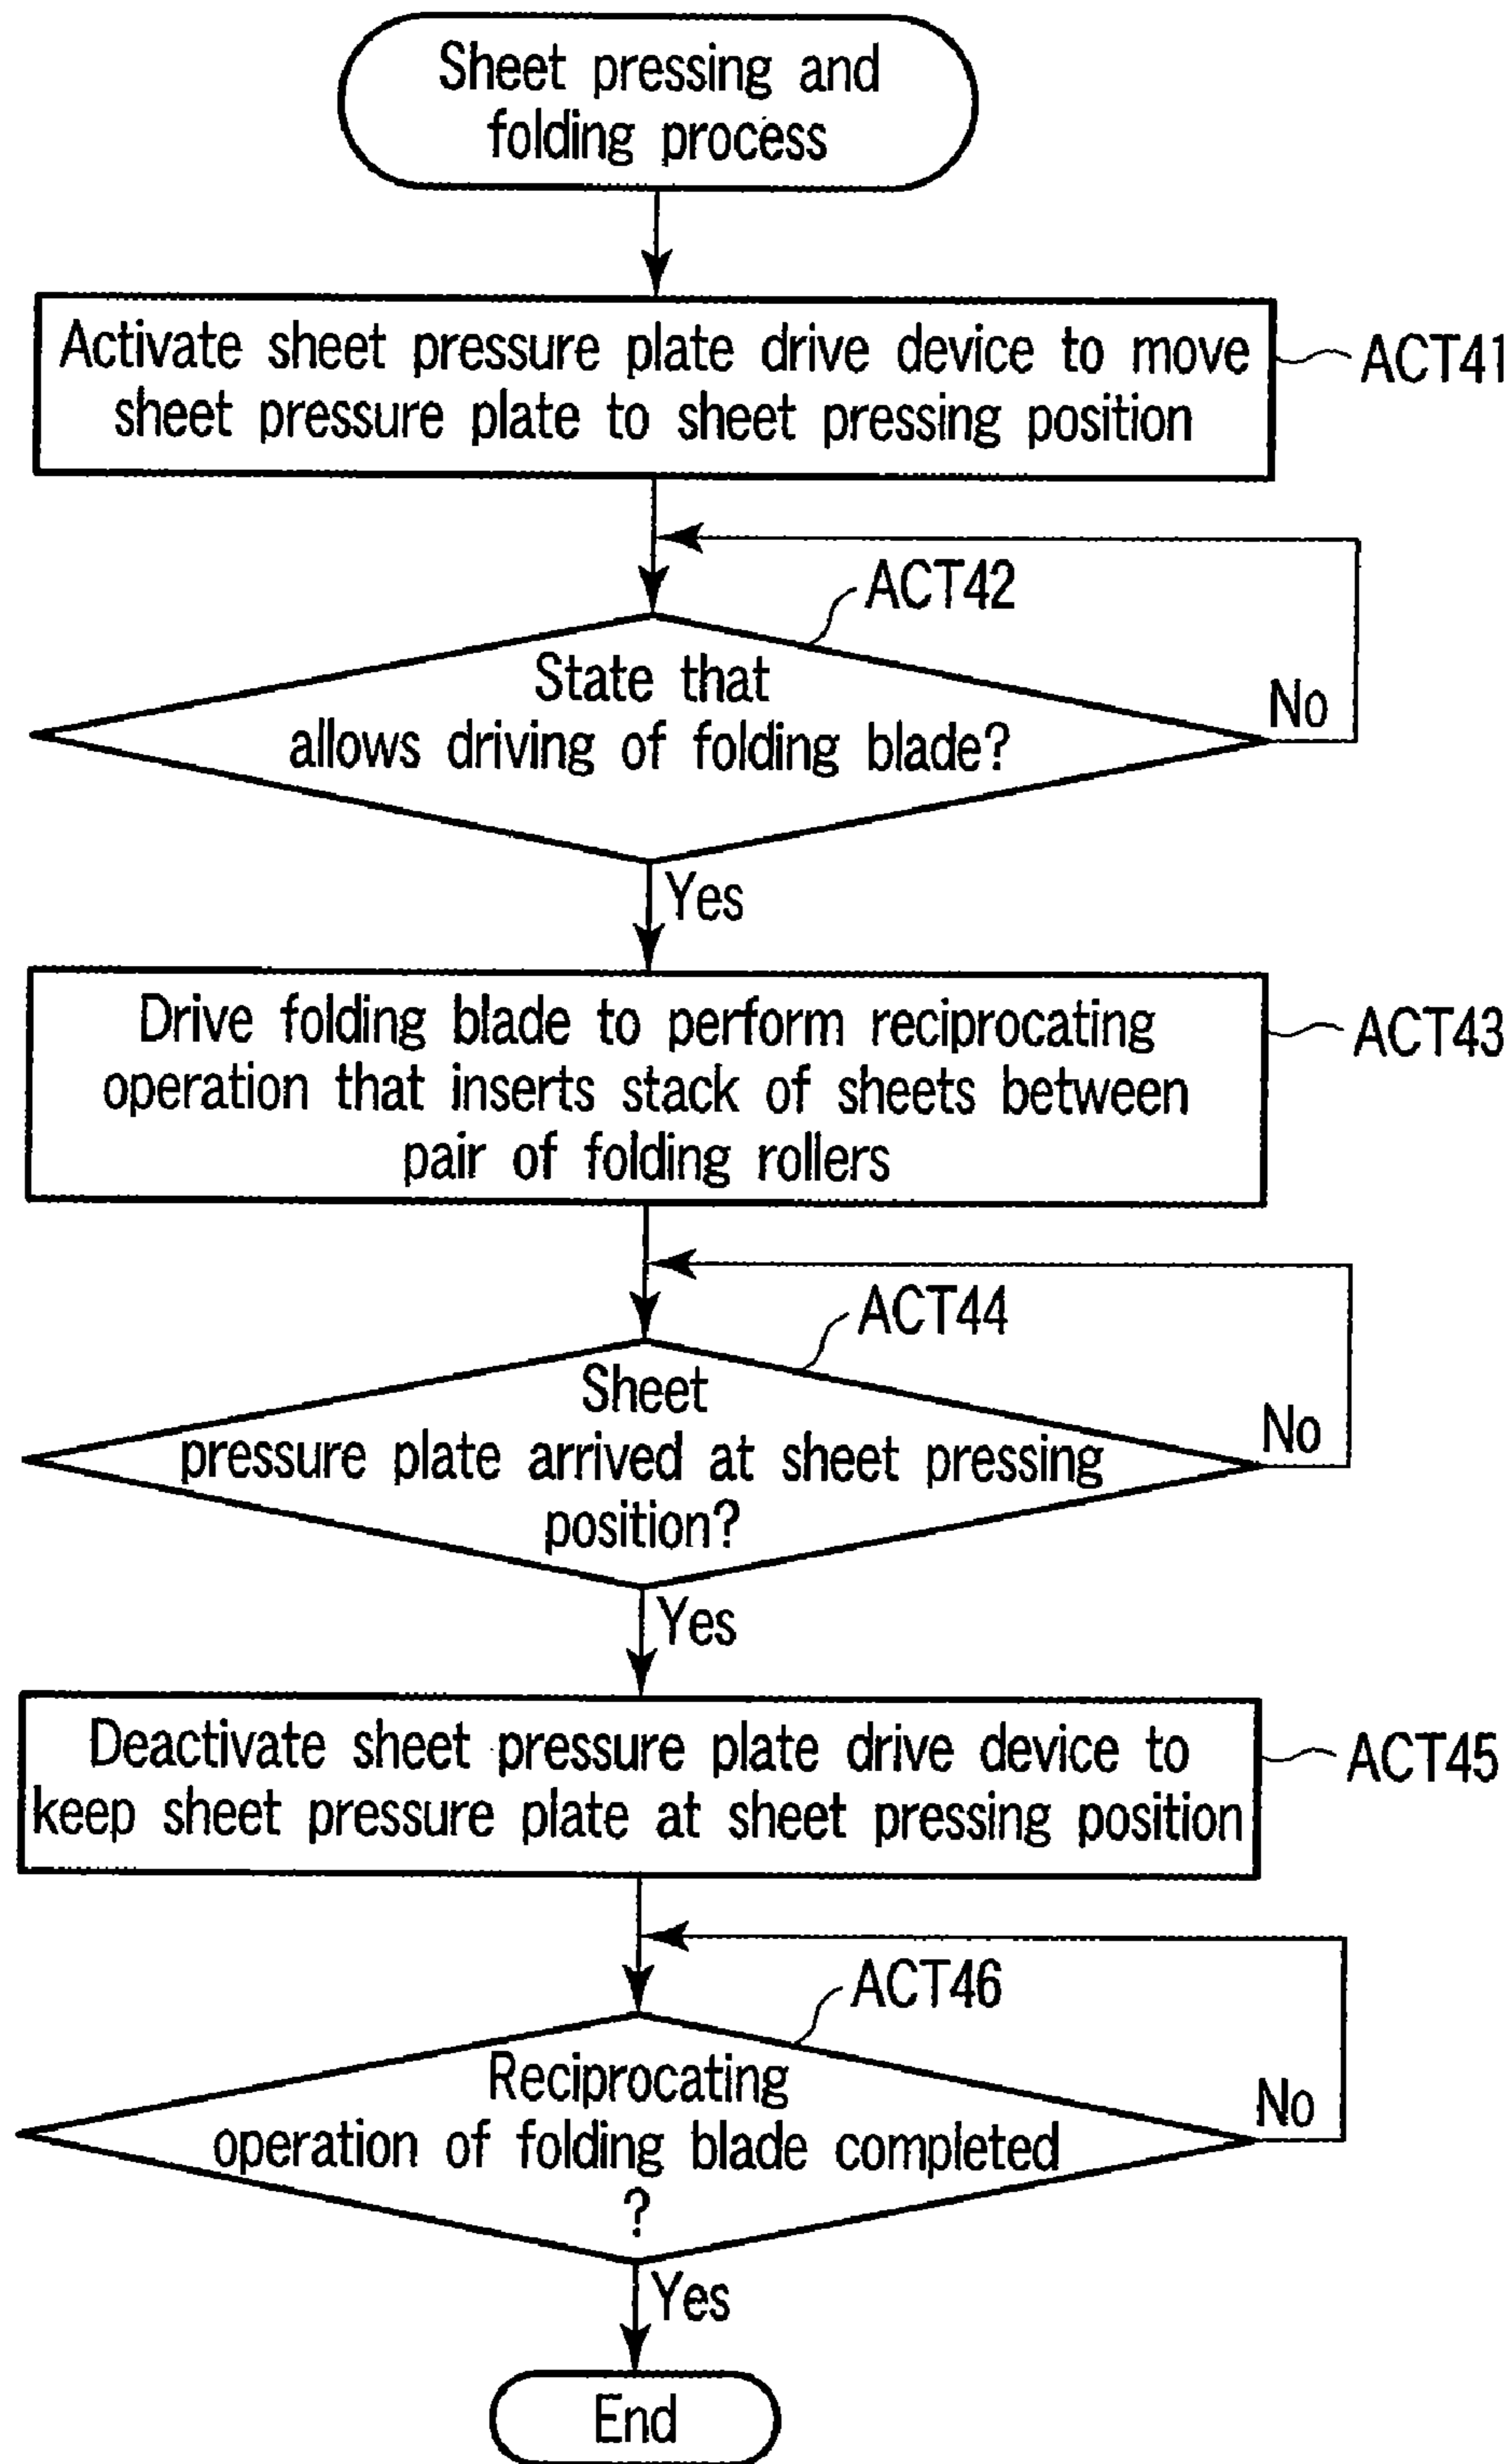 Sheet pressing and
folding process
Activate sheet pressure plate drive device to move
sheet pressure plate to sheet pressing position
ACT41
ACT42
State that
allows driving of folding blade?
No
Yes
Drive folding blade to perform reciprocating
operation that inserts stack of sheets between
pair of folding rollers
ACT43
ACT44
Sheet
pressure plate arrived at sheet pressing
position?
No
Yes
Deactivate sheet pressure plate drive device to
keep sheet pressure plate at sheet pressing position
ACT45
ACT46
Reciprocating
operation of folding blade completed
?
No
Yes
End